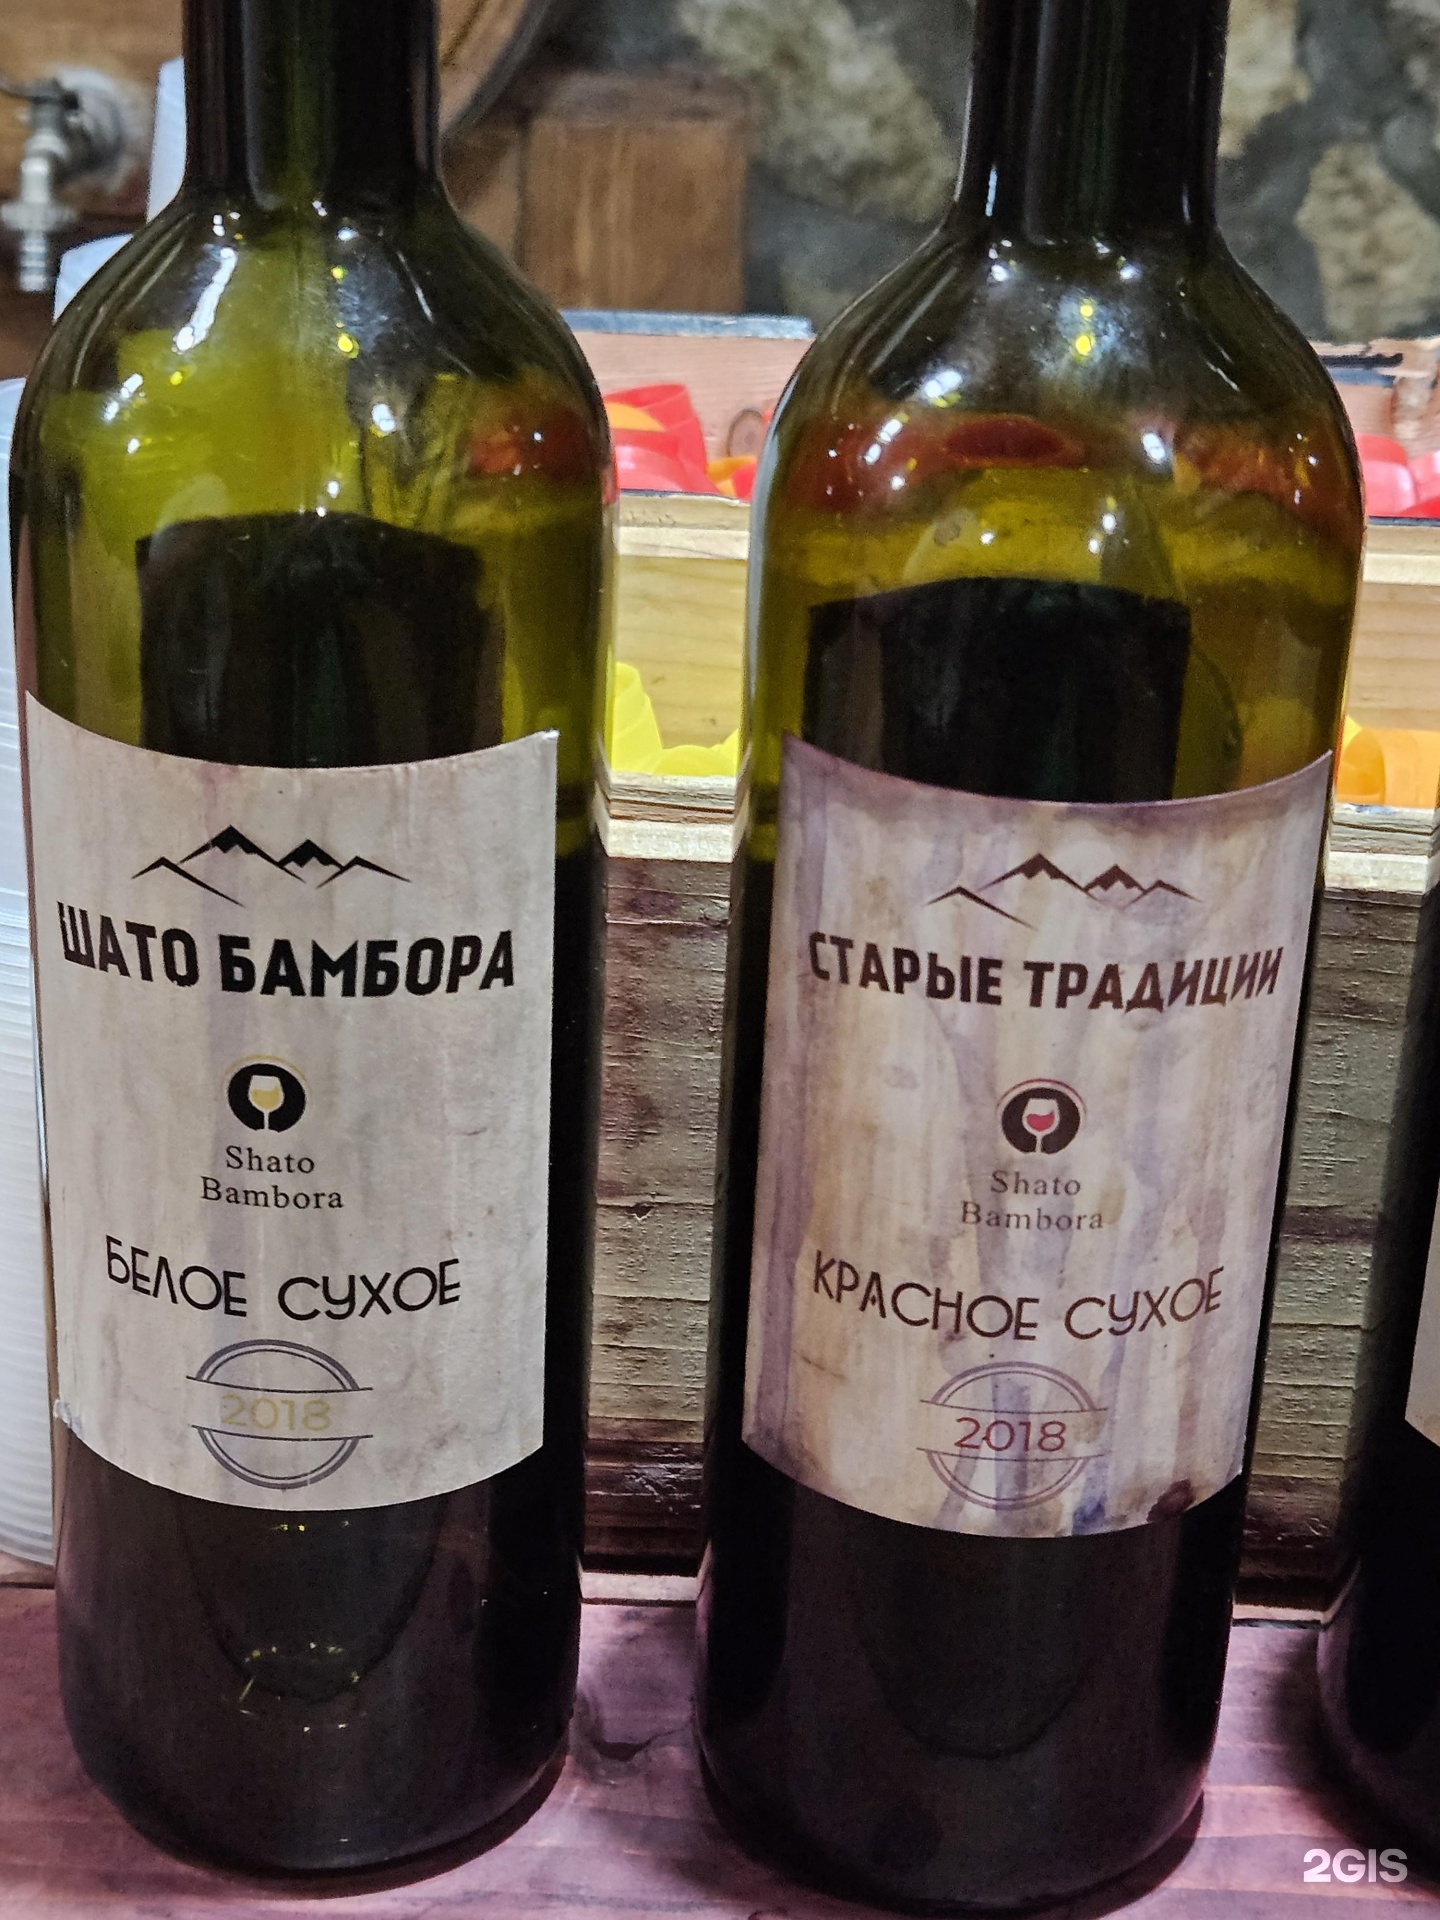 ШАТО БАМБОРА
Shato
Bambora
БЕЛОЕ СУХОЕ
2018
СТАРЫЕ ТРАДИЦИИ
Shato
Bambora
КРАСНОЕ СУХОЕ
2018
2GIS